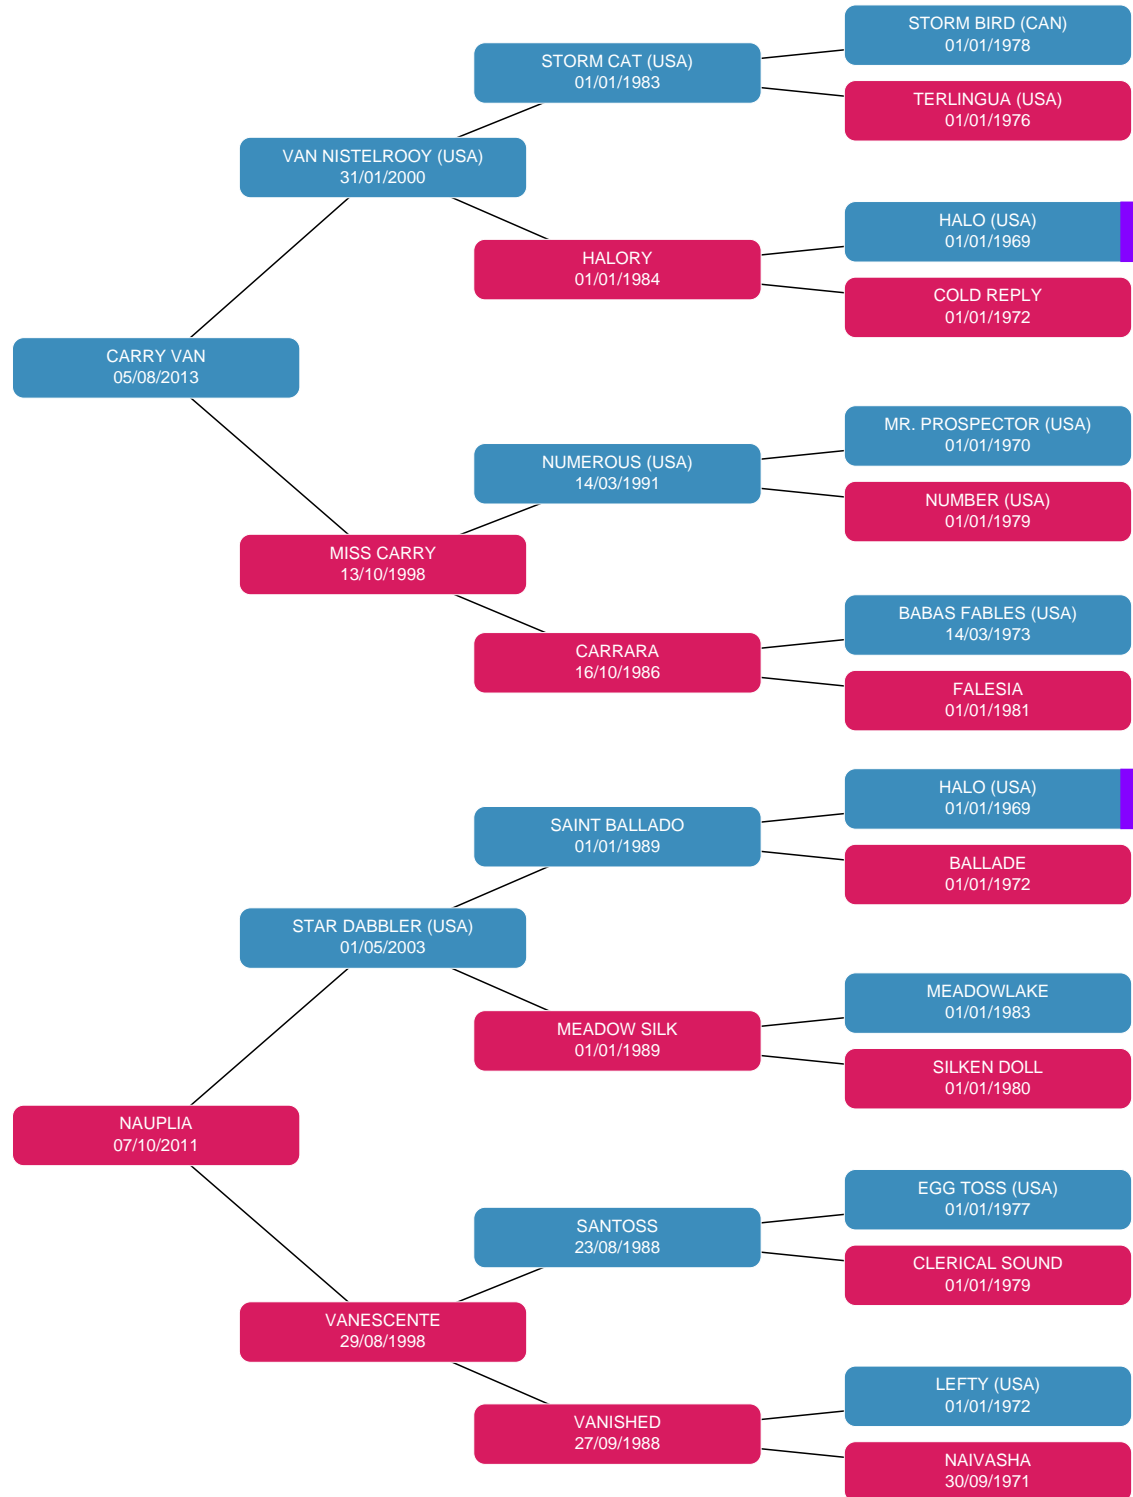 STORM BIRD (CAN)
01/01/1978
STORM CAT (USA)
01/01/1983
TERLINGUA (USA)
01/01/1976
VAN NISTELROOY (USA)
31/01/2000
HALO (USA)
01/01/1969
HALORY
01/01/1984
COLD REPLY
01/01/1972
CARRY VAN
05/08/2013
MR. PROSPECTOR (USA)
01/01/1970
NUMEROUS (USA)
14/03/1991
NUMBER (USA)
01/01/1979
MISS CARRY
13/10/1998
BABAS FABLES (USA)
14/03/1973
CARRARA
16/10/1986
FALESIA
01/01/1981
HALO (USA)
01/01/1969
SAINT BALLADO
01/01/1989
BALLADE
01/01/1972
STAR DABBLER (USA)
01/05/2003
MEADOWLAKE
01/01/1983
MEADOW SILK
01/01/1989
SILKEN DOLL
01/01/1980
NAUPLIA
07/10/2011
EGG TOSS (USA)
01/01/1977
SANTOSS
23/08/1988
CLERICAL SOUND
01/01/1979
VANESCENTE
29/08/1998
LEFTY (USA)
01/01/1972
VANISHED
27/09/1988
NAIVASHA
30/09/1971